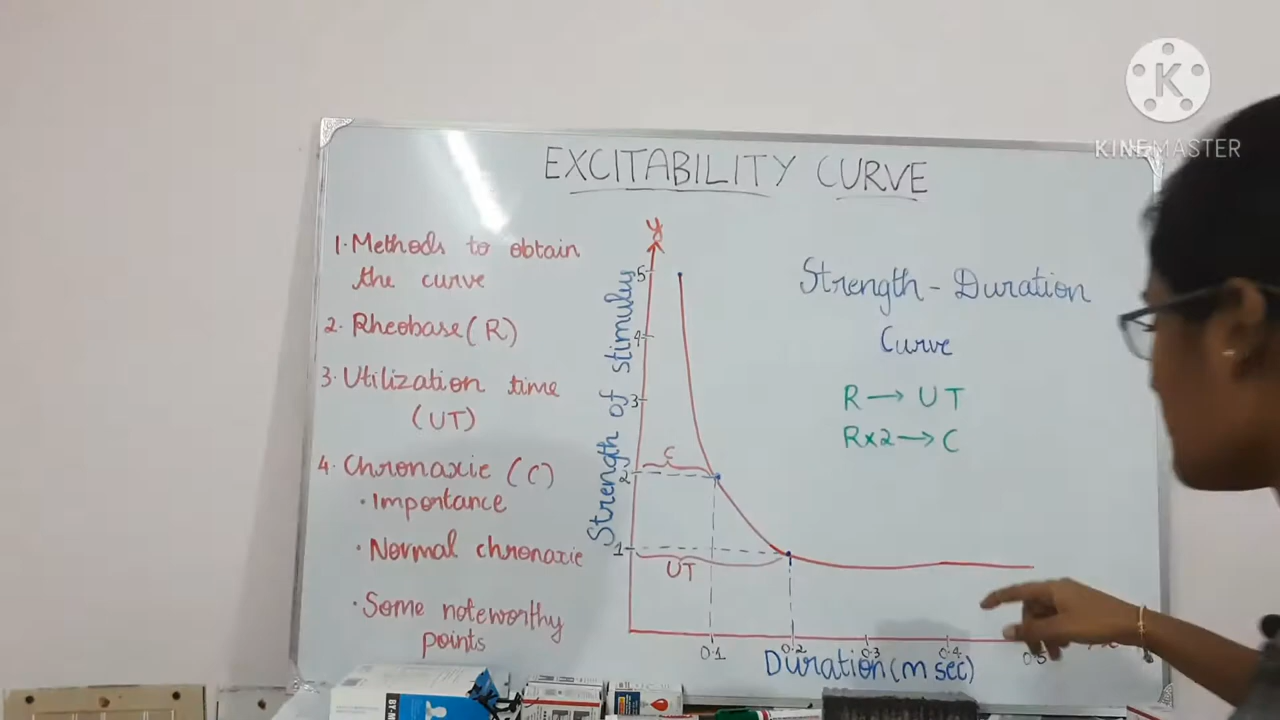 KINEMASTER
EXCITABILITY CURVE
1. Methods to obtain
the curve
2. Rheobase (R)
3. Utilization time
(UT)
4. Chronaxie (C)
• Importance
• Normal chronaxie
• Some noteworthy
points
Strength of stimulus
y
5
4
3
2
1
C
UT
0.1
0.2
0.3
0.4
0.5
Duration (m sec)
Strength - Duration
Curve
R → UT
R×2 → C